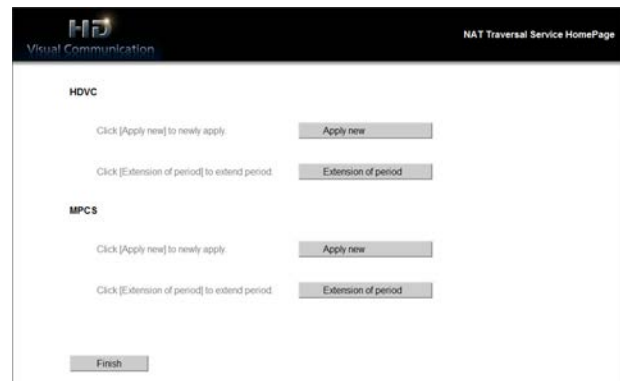 HD
Visual Communication
NAT Traversal Service HomePage
HDVC
Click [Apply new] to newly apply. Apply new
Click [Extension of period] to extend period. Extension of period
MPCS
Click [Apply new] to newly apply. Apply new
Click [Extension of period] to extend period. Extension of period
Finish